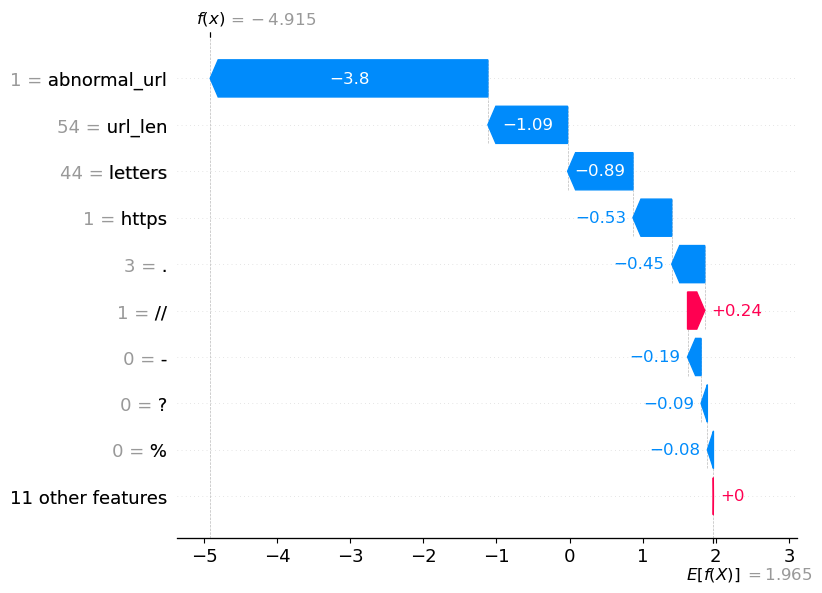 f(x) = −4.915
1 = abnormal_url
−3.8
54 = url_len
−1.09
44 = letters
−0.89
1 = https
−0.53
3 = .
−0.45
1 = //
+0.24
0 = -
−0.19
0 = ?
−0.09
0 = %
−0.08
11 other features
+0
−5 −4 −3 −2 −1 0 1 2 3
E[f(X)] = 1.965